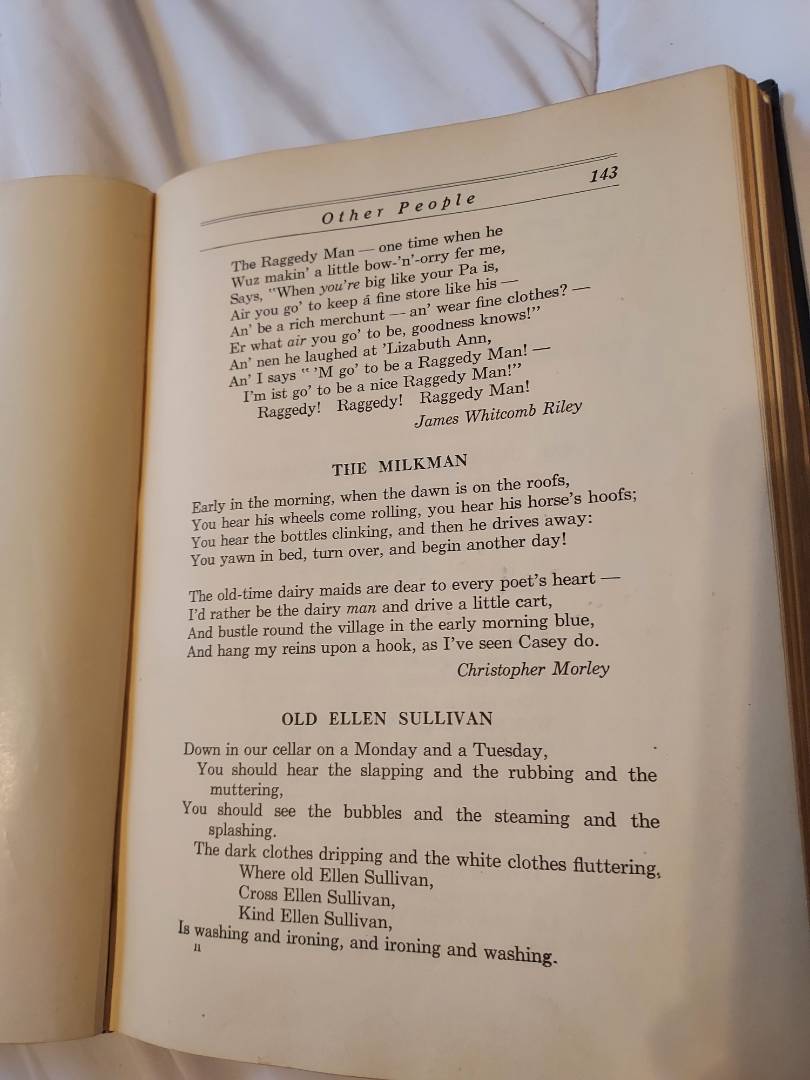 Other People 143
The Raggedy Man — one time when he
Wuz makin' a little bow-'n'-orry fer me,
Says, "When you're big like your Pa is,
Air you go' to keep á fine store like his —
An' be a rich merchunt — an' wear fine clothes? —
Er what air you go' to be, goodness knows!"
An' nen he laughed at 'Lizabuth Ann,
An' I says " 'M go' to be a Raggedy Man! —
I'm ist go' to be a nice Raggedy Man!"
Raggedy! Raggedy! Raggedy Man!
James Whitcomb Riley
THE MILKMAN
Early in the morning, when the dawn is on the roofs,
You hear his wheels come rolling, you hear his horse's hoofs;
You hear the bottles clinking, and then he drives away:
You yawn in bed, turn over, and begin another day!
The old-time dairy maids are dear to every poet's heart —
I'd rather be the dairy man and drive a little cart,
And bustle round the village in the early morning blue,
And hang my reins upon a hook, as I've seen Casey do.
Christopher Morley
OLD ELLEN SULLIVAN
Down in our cellar on a Monday and a Tuesday,
You should hear the slapping and the rubbing and the
muttering,
You should see the bubbles and the steaming and the
splashing.
The dark clothes dripping and the white clothes fluttering,
Where old Ellen Sullivan,
Cross Ellen Sullivan,
Kind Ellen Sullivan,
Is washing and ironing, and ironing and washing.
11